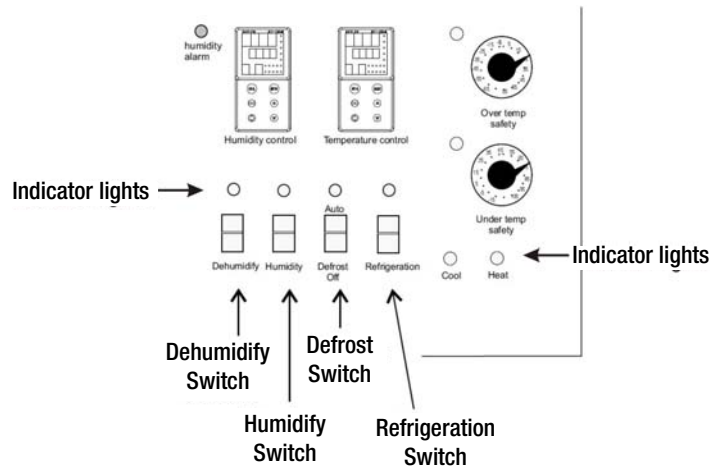 humidity
alarm
Humidity control
Temperature control
Over temp
safety
Under temp
safety
Indicator lights
Auto
Dehumidify
Humidity
Defrost
Off
Refrigeration
Cool
Heat
Indicator lights
Dehumidify
Switch
Defrost
Switch
Humidify
Switch
Refrigeration
Switch